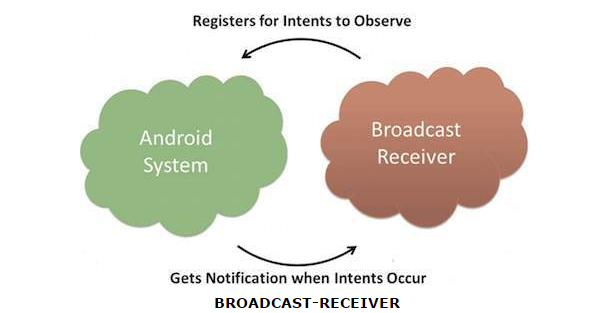 Registers for Intents to Observe
Android
System
Broadcast
Receiver
Gets Notification when Intents Occur
BROADCAST-RECEIVER